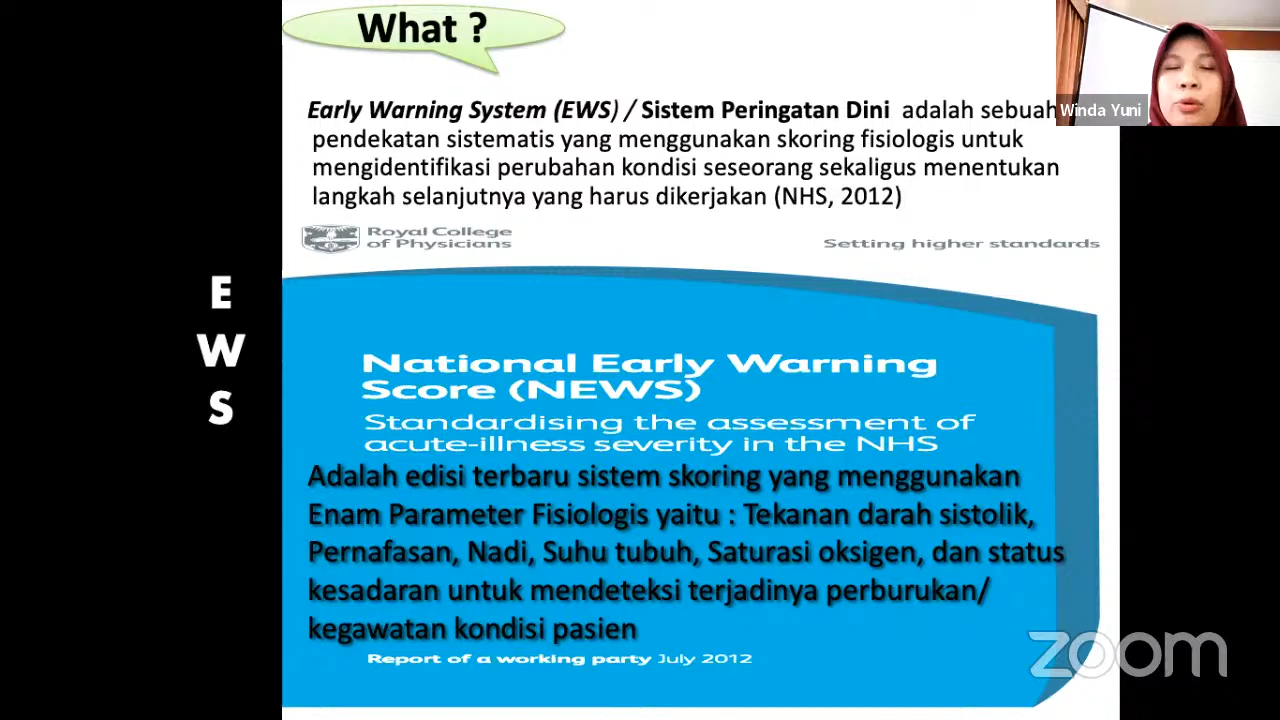 What ?
Early Warning System (EWS) / Sistem Peringatan Dini adalah sebuah
pendekatan sistematis yang menggunakan skoring fisiologis untuk
mengidentifikasi perubahan kondisi seseorang sekaligus menentukan
langkah selanjutnya yang harus dikerjakan (NHS, 2012)
Winda Yuni
Royal College
of Physicians
Setting higher standards
E
W
S
National Early Warning
Score (NEWS)
Standardising the assessment of
acute-illness severity in the NHS
Adalah edisi terbaru sistem skoring yang menggunakan
Enam Parameter Fisiologis yaitu : Tekanan darah sistolik,
Pernafasan, Nadi, Suhu tubuh, Saturasi oksigen, dan status
kesadaran untuk mendeteksi terjadinya perburukan/
kegawatan kondisi pasien
Report of a working party July 2012
zoom